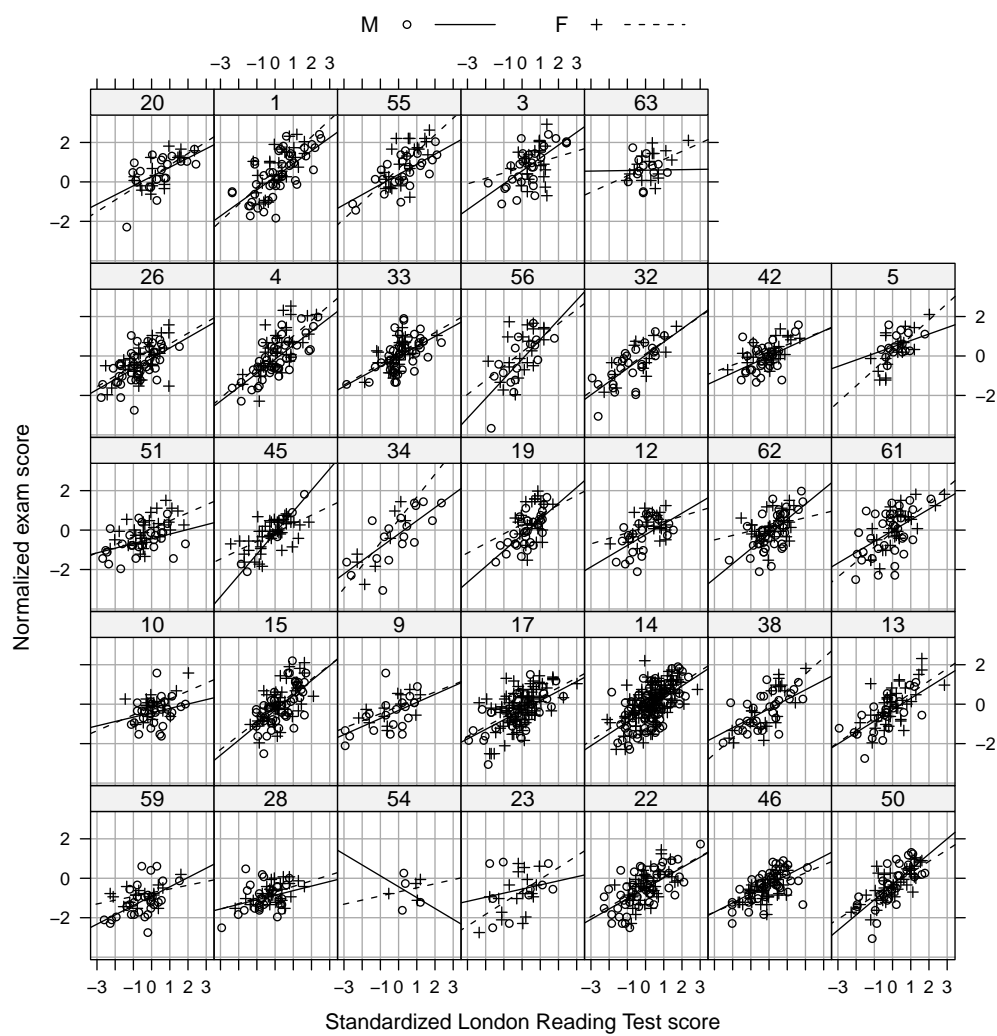 M F
−3 −1 0 1 2 3 −3 −1 0 1 2 3
20 1 55 3 63
2
0
−2
26 4 33 56 32 42 5
2
0
−2
51 45 34 19 12 62 61
2
0
−2
10 15 9 17 14 38 13
2
0
−2
59 28 54 23 22 46 50
2
0
−2
−3 −1 0 1 2 3 −3 −1 0 1 2 3 −3 −1 0 1 2 3 −3 −1 0 1 2 3
Standardized London Reading Test score
Normalized exam score